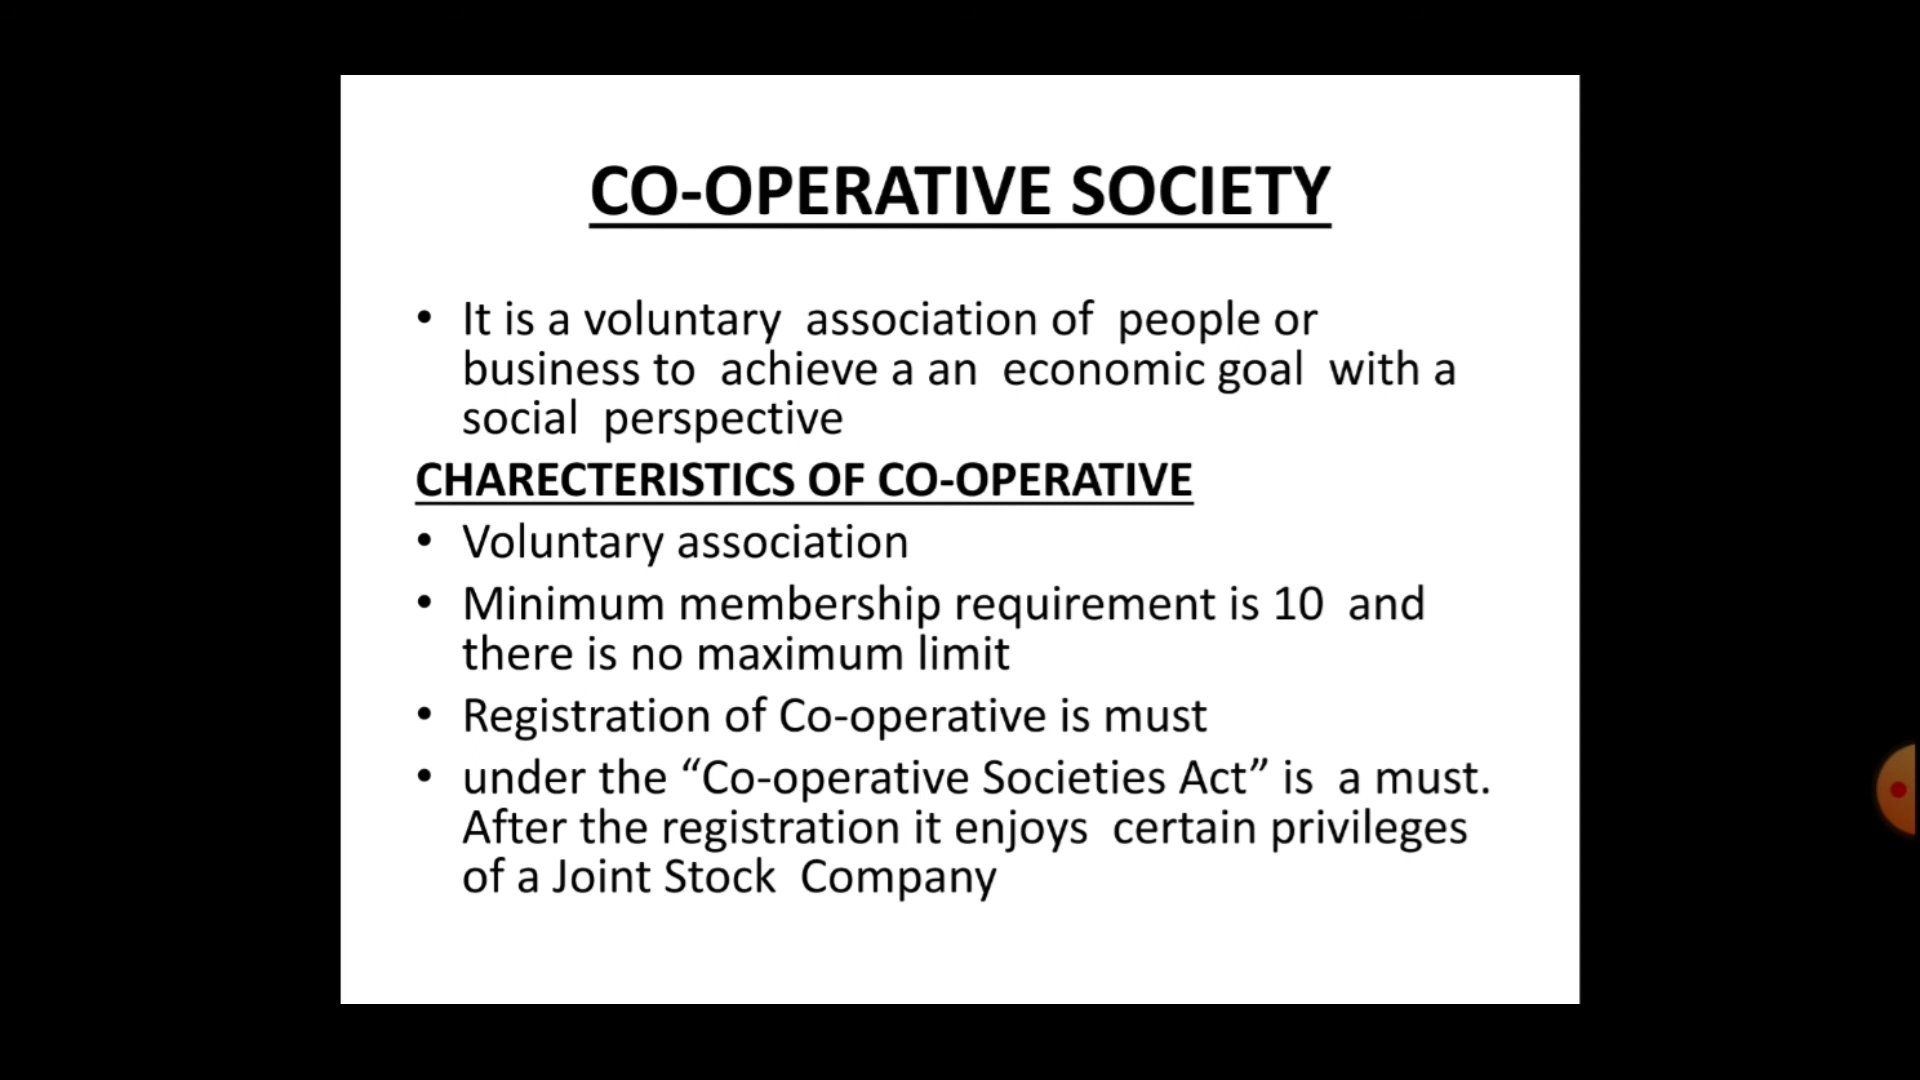 CO-OPERATIVE SOCIETY
• It is a voluntary association of people or
business to achieve a an economic goal with a
social perspective
CHARECTERISTICS OF CO-OPERATIVE
• Voluntary association
• Minimum membership requirement is 10 and
there is no maximum limit
• Registration of Co-operative is must
• under the “Co-operative Societies Act” is a must.
After the registration it enjoys certain privileges
of a Joint Stock Company